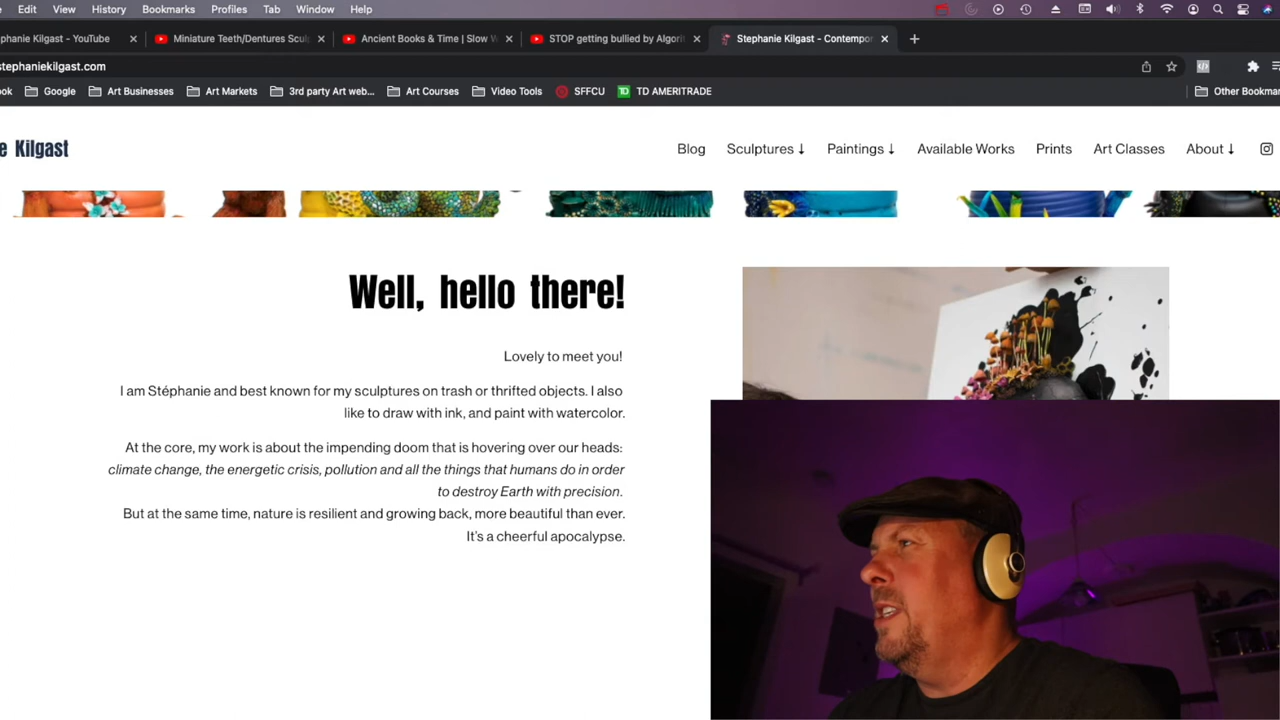 Edit View History Bookmarks Profiles Tab Window Help
phanie Kilgast - YouTube Miniature Teeth/Dentures Scul Ancient Books & Time | Slow STOP getting bullied by Algori Stephanie Kilgast - Contempor
stephaniekilgast.com
ok Google Art Businesses Art Markets 3rd party Art web... Art Courses Video Tools SFFCU TD TD AMERITRADE Other Bookmar
e Kilgast Blog Sculptures ↓ Paintings ↓ Available Works Prints Art Classes About ↓
Well, hello there!
Lovely to meet you!
I am Stéphanie and best known for my sculptures on trash or thrifted objects. I also
like to draw with ink, and paint with watercolor.
At the core, my work is about the impending doom that is hovering over our heads:
climate change, the energetic crisis, pollution and all the things that humans do in order
to destroy Earth with precision.
But at the same time, nature is resilient and growing back, more beautiful than ever.
It's a cheerful apocalypse.